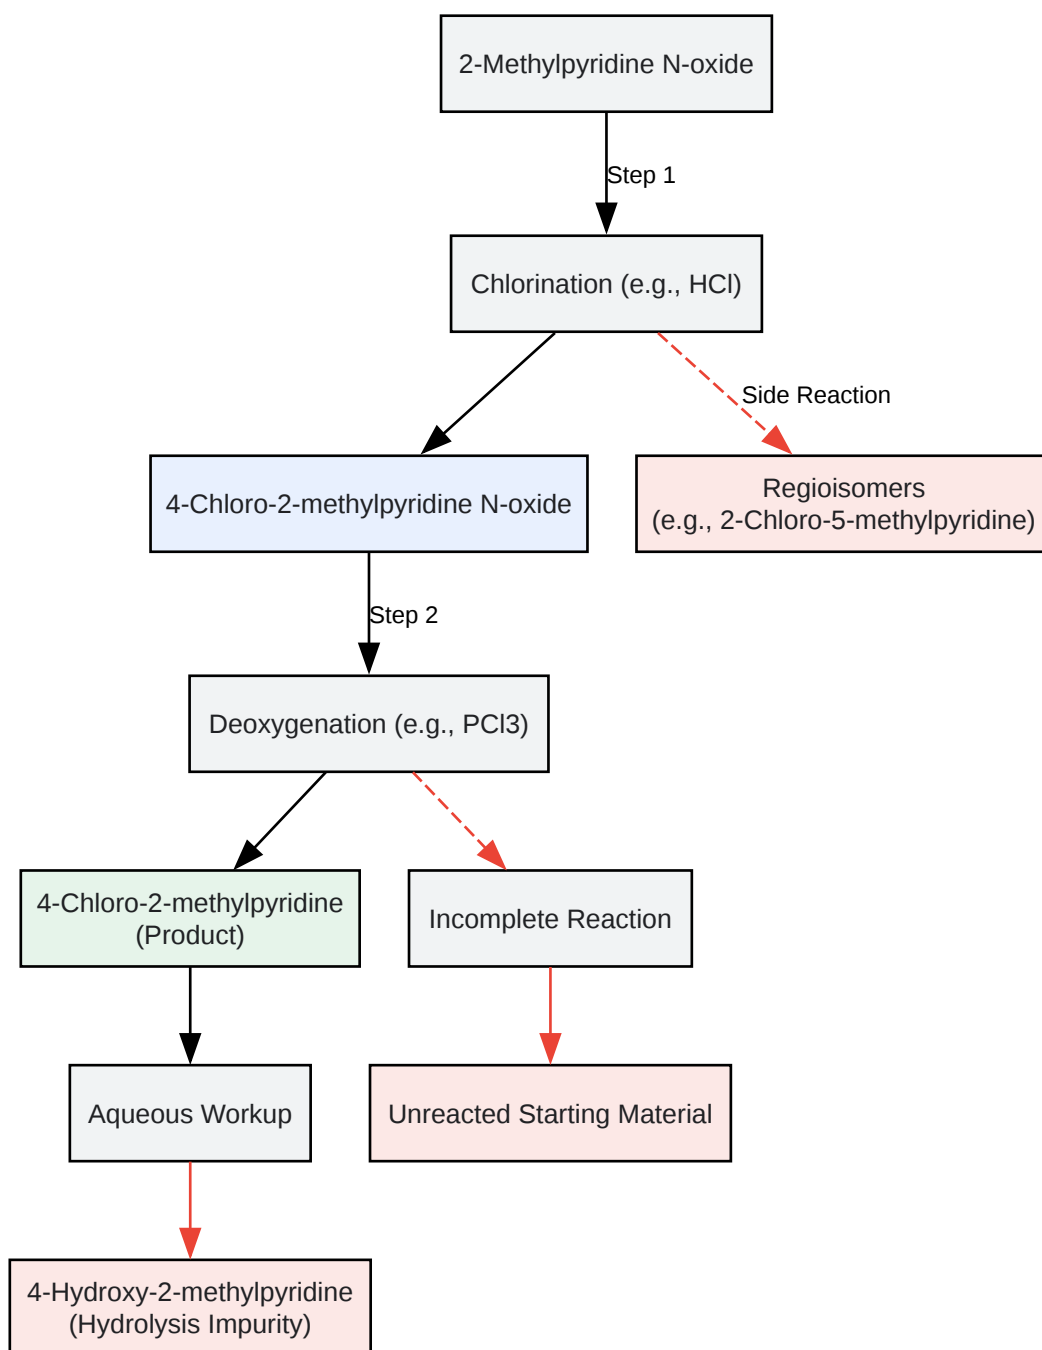 2-Methylpyridine N-oxide
Step 1
Chlorination (e.g., HCl)
Side Reaction
4-Chloro-2-methylpyridine N-oxide
Regioisomers
(e.g., 2-Chloro-5-methylpyridine)
Step 2
Deoxygenation (e.g., PCl3)
4-Chloro-2-methylpyridine
(Product)
Incomplete Reaction
Aqueous Workup
Unreacted Starting Material
4-Hydroxy-2-methylpyridine
(Hydrolysis Impurity)